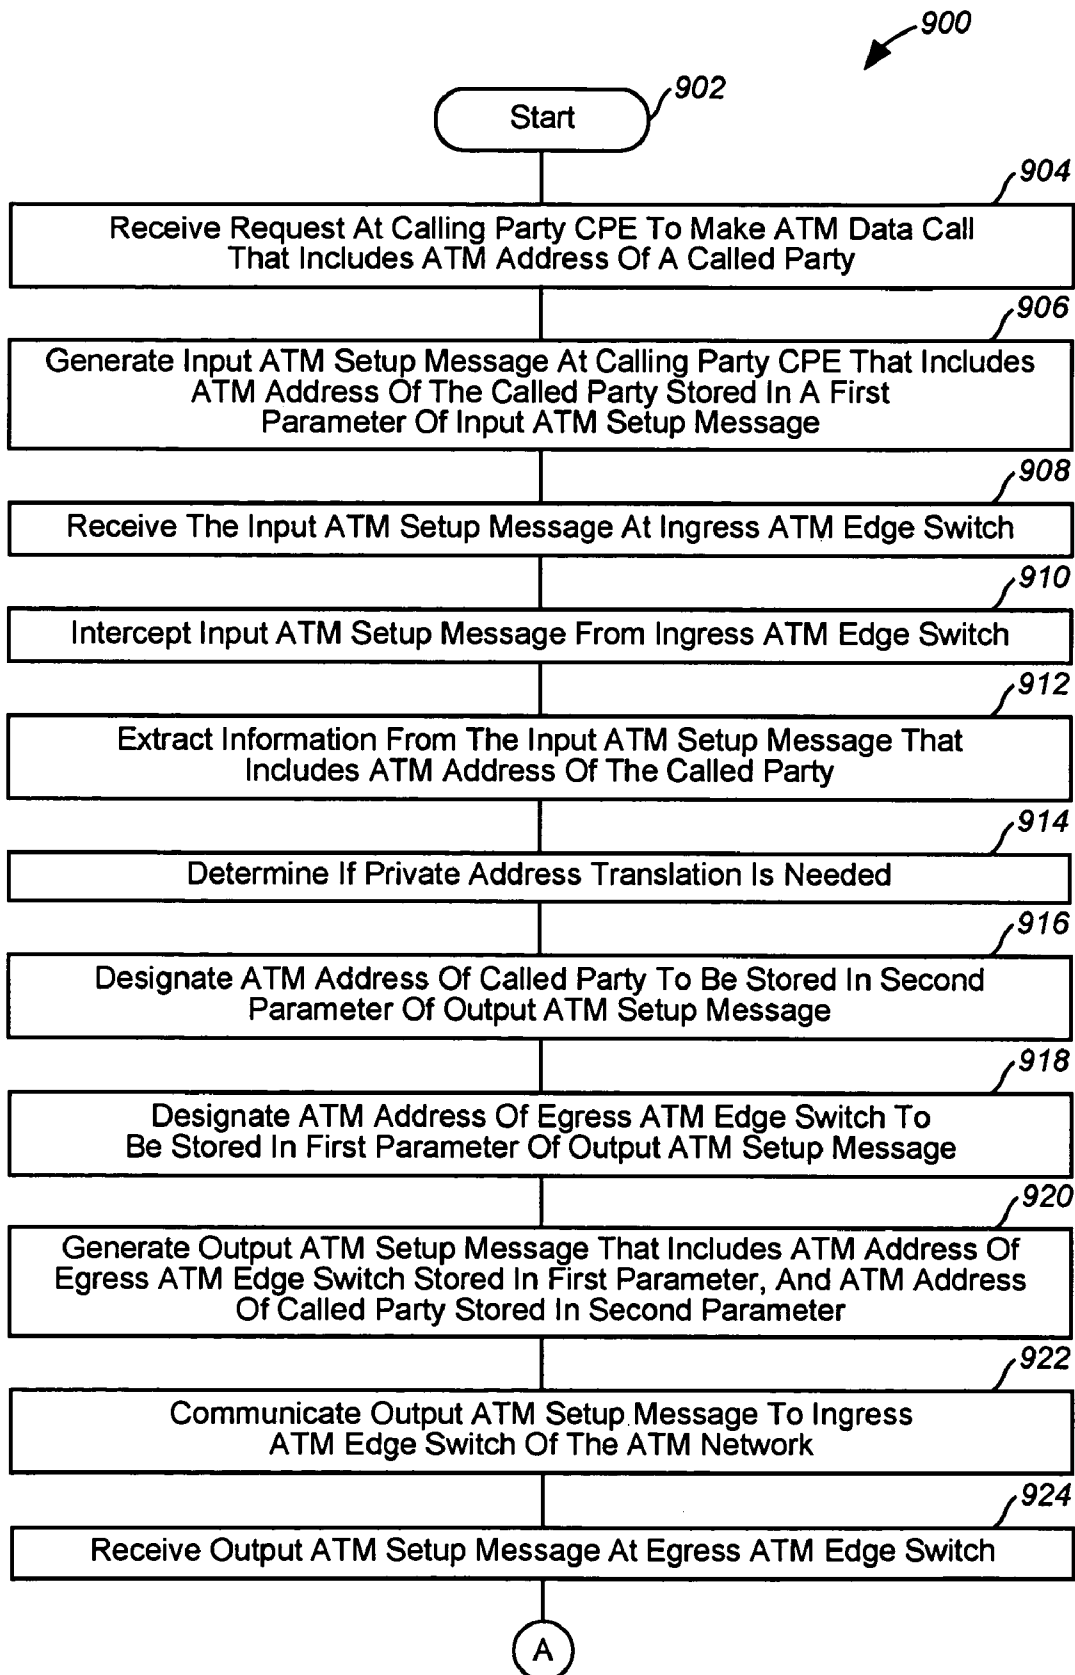 900
902
Start
904
Receive Request At Calling Party CPE To Make ATM Data Call
That Includes ATM Address Of A Called Party
906
Generate Input ATM Setup Message At Calling Party CPE That Includes
ATM Address Of The Called Party Stored In A First
Parameter Of Input ATM Setup Message
908
Receive The Input ATM Setup Message At Ingress ATM Edge Switch
910
Intercept Input ATM Setup Message From Ingress ATM Edge Switch
912
Extract Information From The Input ATM Setup Message That
Includes ATM Address Of The Called Party
914
Determine If Private Address Translation Is Needed
916
Designate ATM Address Of Called Party To Be Stored In Second
Parameter Of Output ATM Setup Message
918
Designate ATM Address Of Egress ATM Edge Switch To
Be Stored In First Parameter Of Output ATM Setup Message
920
Generate Output ATM Setup Message That Includes ATM Address Of
Egress ATM Edge Switch Stored In First Parameter, And ATM Address
Of Called Party Stored In Second Parameter
922
Communicate Output ATM Setup Message To Ingress
ATM Edge Switch Of The ATM Network
924
Receive Output ATM Setup Message At Egress ATM Edge Switch
A